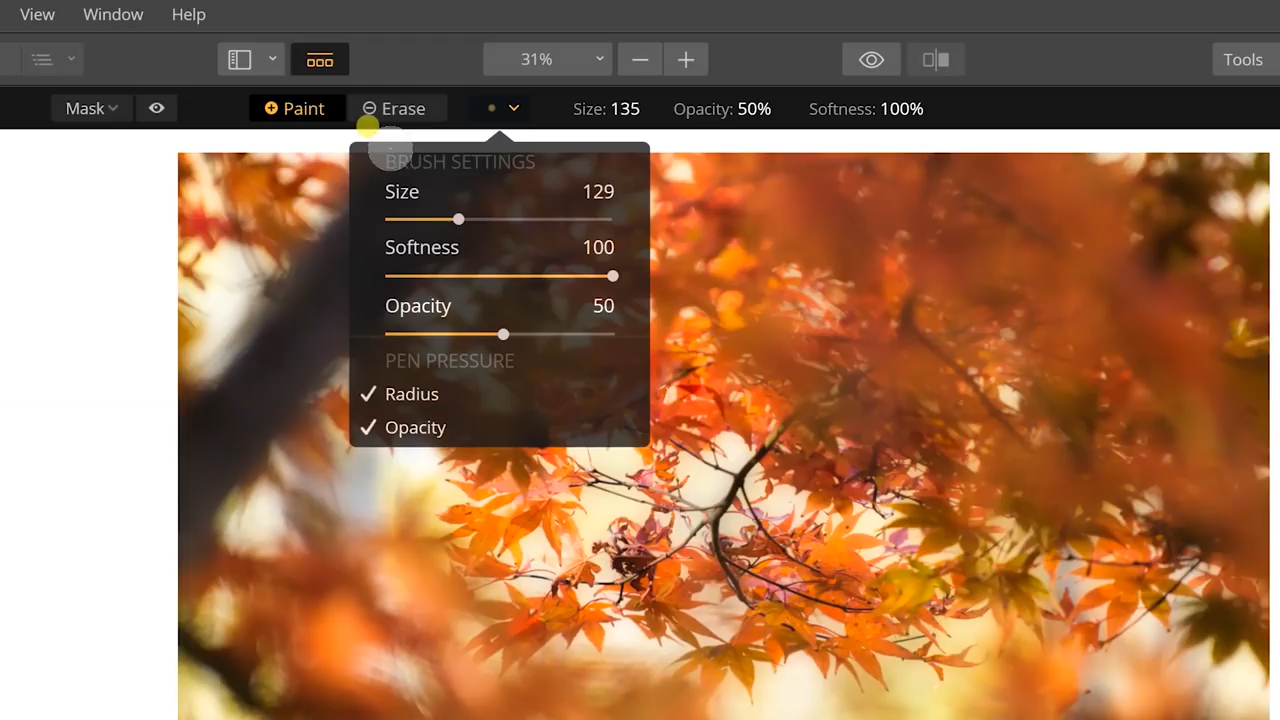 View Window Help
31% Tools
Mask Paint Erase Size: 135 Opacity: 50% Softness: 100%
BRUSH SETTINGS
Size 129
Softness 100
Opacity 50
PEN PRESSURE
Radius
Opacity